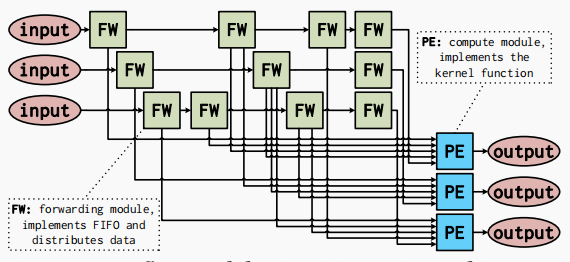 input FW FW FW FW
input FW FW FW
input FW FW FW FW
PE: compute module,
implements the
kernel function
PE output
PE output
PE output
FW: forwarding module,
implements FIFO and
distributes data